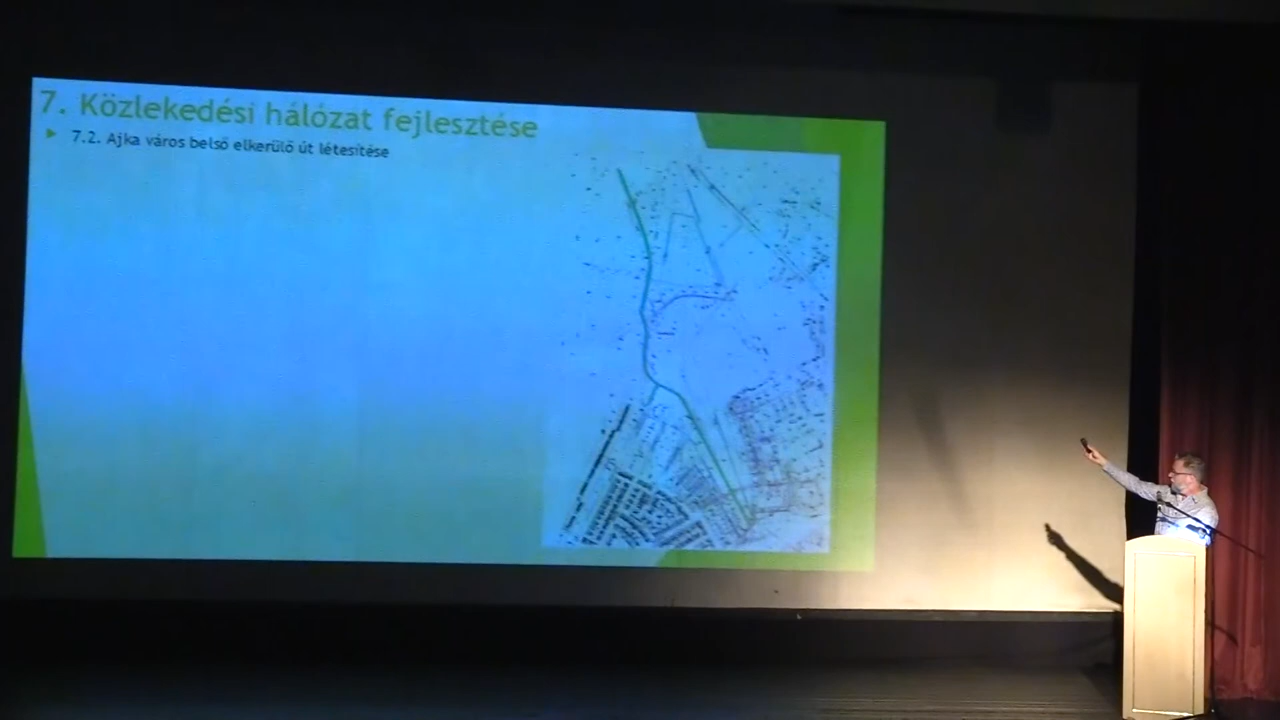 7. Közlekedési hálózat fejlesztése
7.2. Ajka város belső elkerülő út létesítése